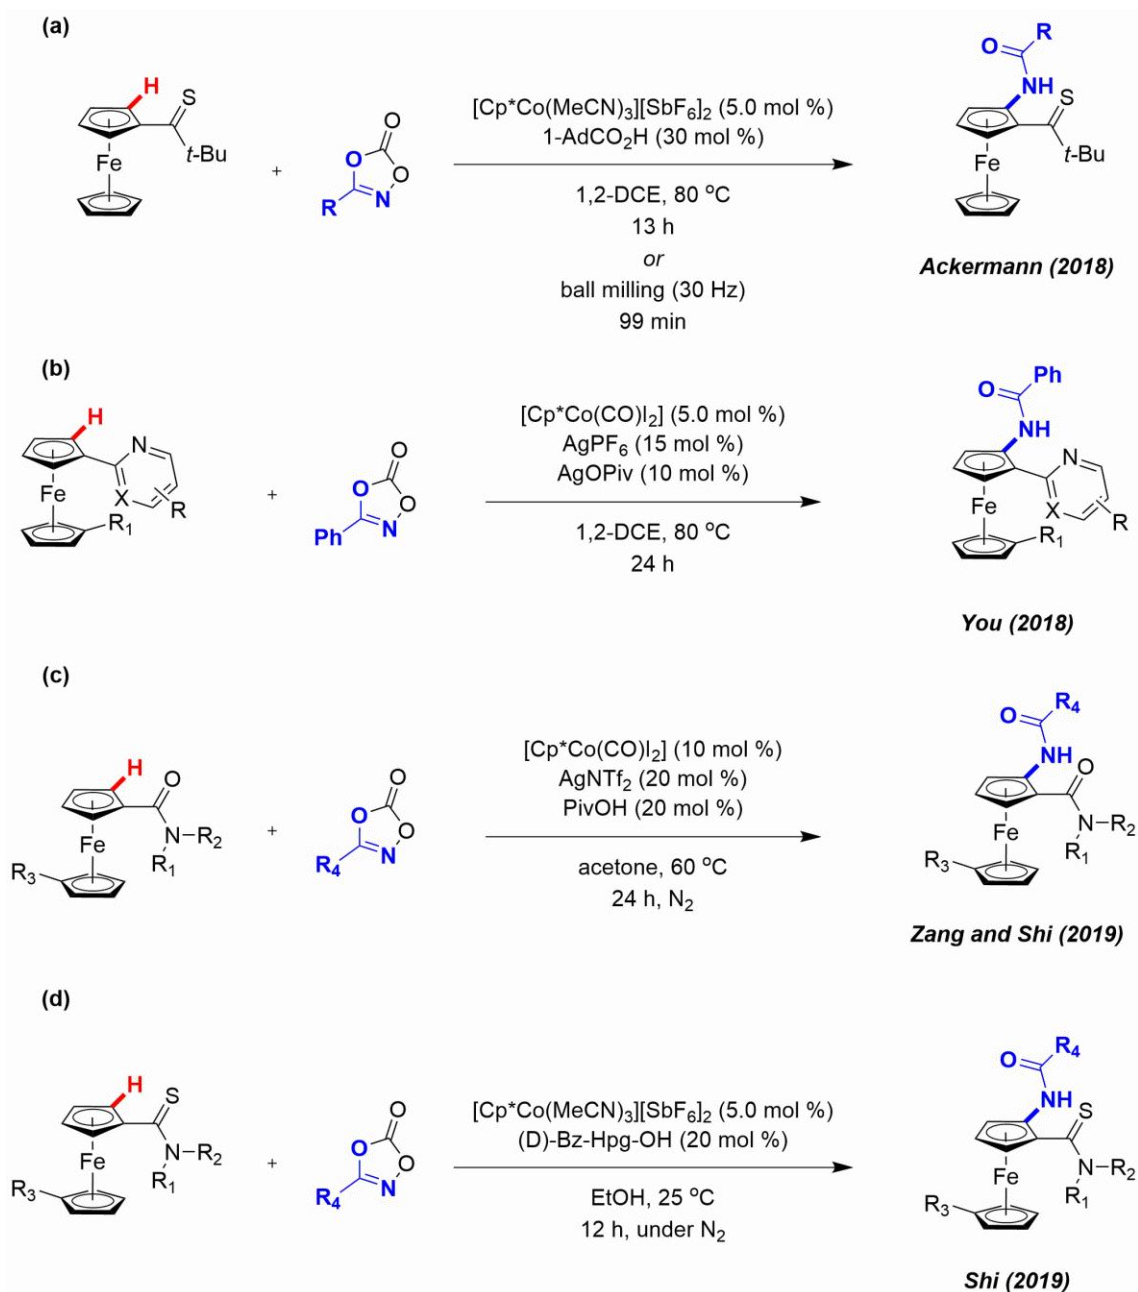 (a)
H
S
Fe
t-Bu
+
O
O
O
N
R
[Cp*Co(MeCN)3][SbF6]2 (5.0 mol %)
1-AdCO2H (30 mol %)
1,2-DCE, 80 °C
13 h
or
ball milling (30 Hz)
99 min
O
R
NH
S
Fe
t-Bu
Ackermann (2018)
(b)
H
N
X
R
Fe
R1
+
O
O
O
N
Ph
[Cp*Co(CO)I2] (5.0 mol %)
AgPF6 (15 mol %)
AgOPiv (10 mol %)
1,2-DCE, 80 °C
24 h
O
Ph
NH
N
X
R
Fe
R1
You (2018)
(c)
H
O
N-R2
R1
Fe
R3
+
O
O
O
N
R4
[Cp*Co(CO)I2] (10 mol %)
AgNTf2 (20 mol %)
PivOH (20 mol %)
acetone, 60 °C
24 h, N2
O
R4
NH
O
N-R2
R1
Fe
R3
Zang and Shi (2019)
(d)
H
S
N-R2
R1
Fe
R3
+
O
O
O
N
R4
[Cp*Co(MeCN)3][SbF6]2 (5.0 mol %)
(D)-Bz-Hpg-OH (20 mol %)
EtOH, 25 °C
12 h, under N2
O
R4
NH
S
N-R2
R1
Fe
R3
Shi (2019)